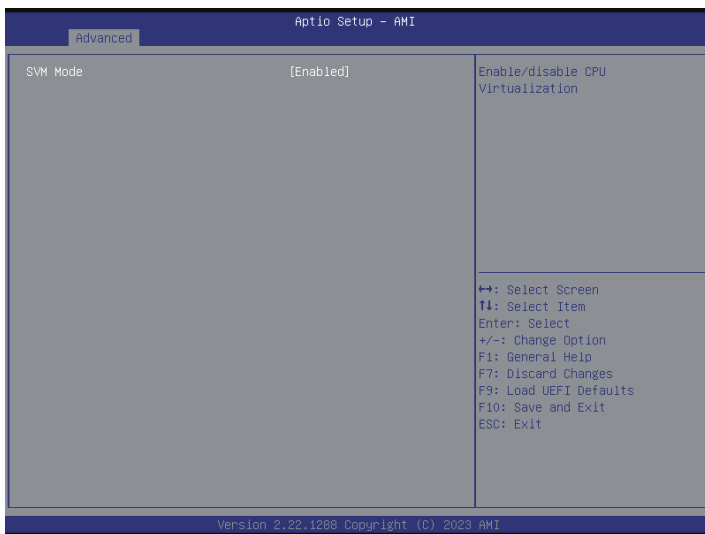 Aptio Setup – AMI
Advanced
SVM Mode [Enabled]
Enable/disable CPU
Virtualization
↔: Select Screen
↑↓: Select Item
Enter: Select
+/-: Change Option
F1: General Help
F7: Discard Changes
F9: Load UEFI Defaults
F10: Save and Exit
ESC: Exit
Version 2.22.1288 Copyright (C) 2023 AMI